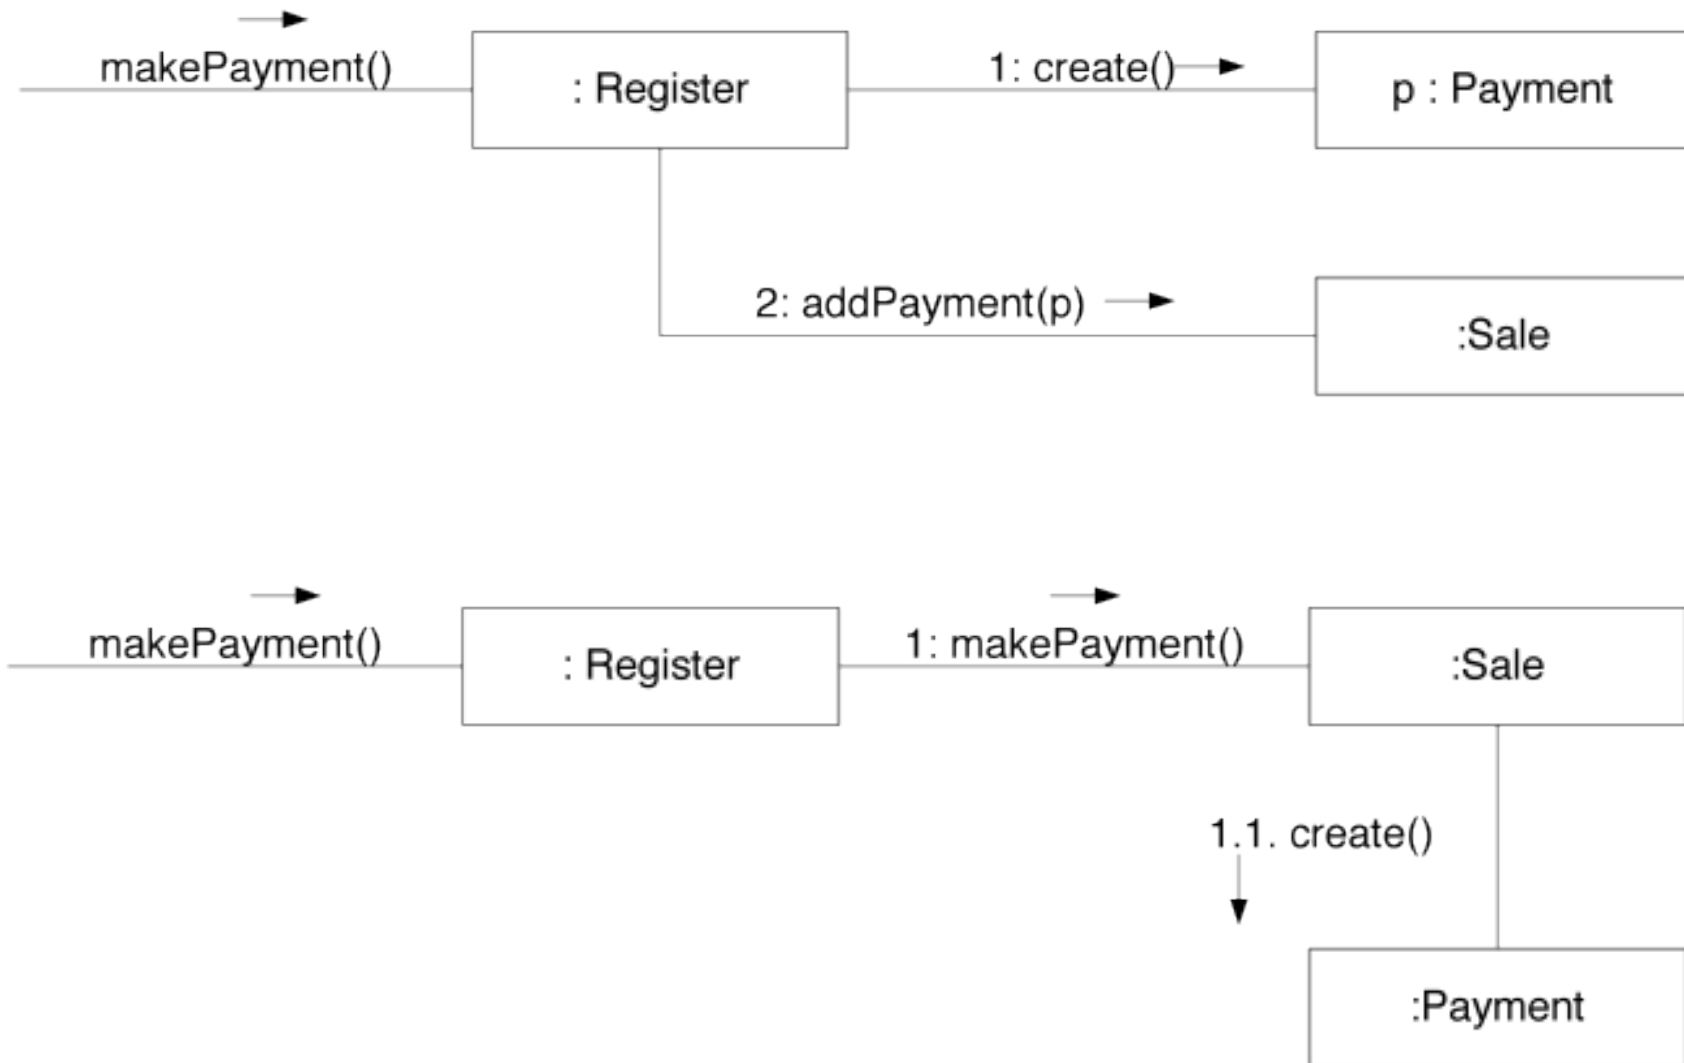 makePayment()
: Register
1: create()
p : Payment
2: addPayment(p)
:Sale
makePayment()
: Register
1: makePayment()
:Sale
1.1. create()
:Payment